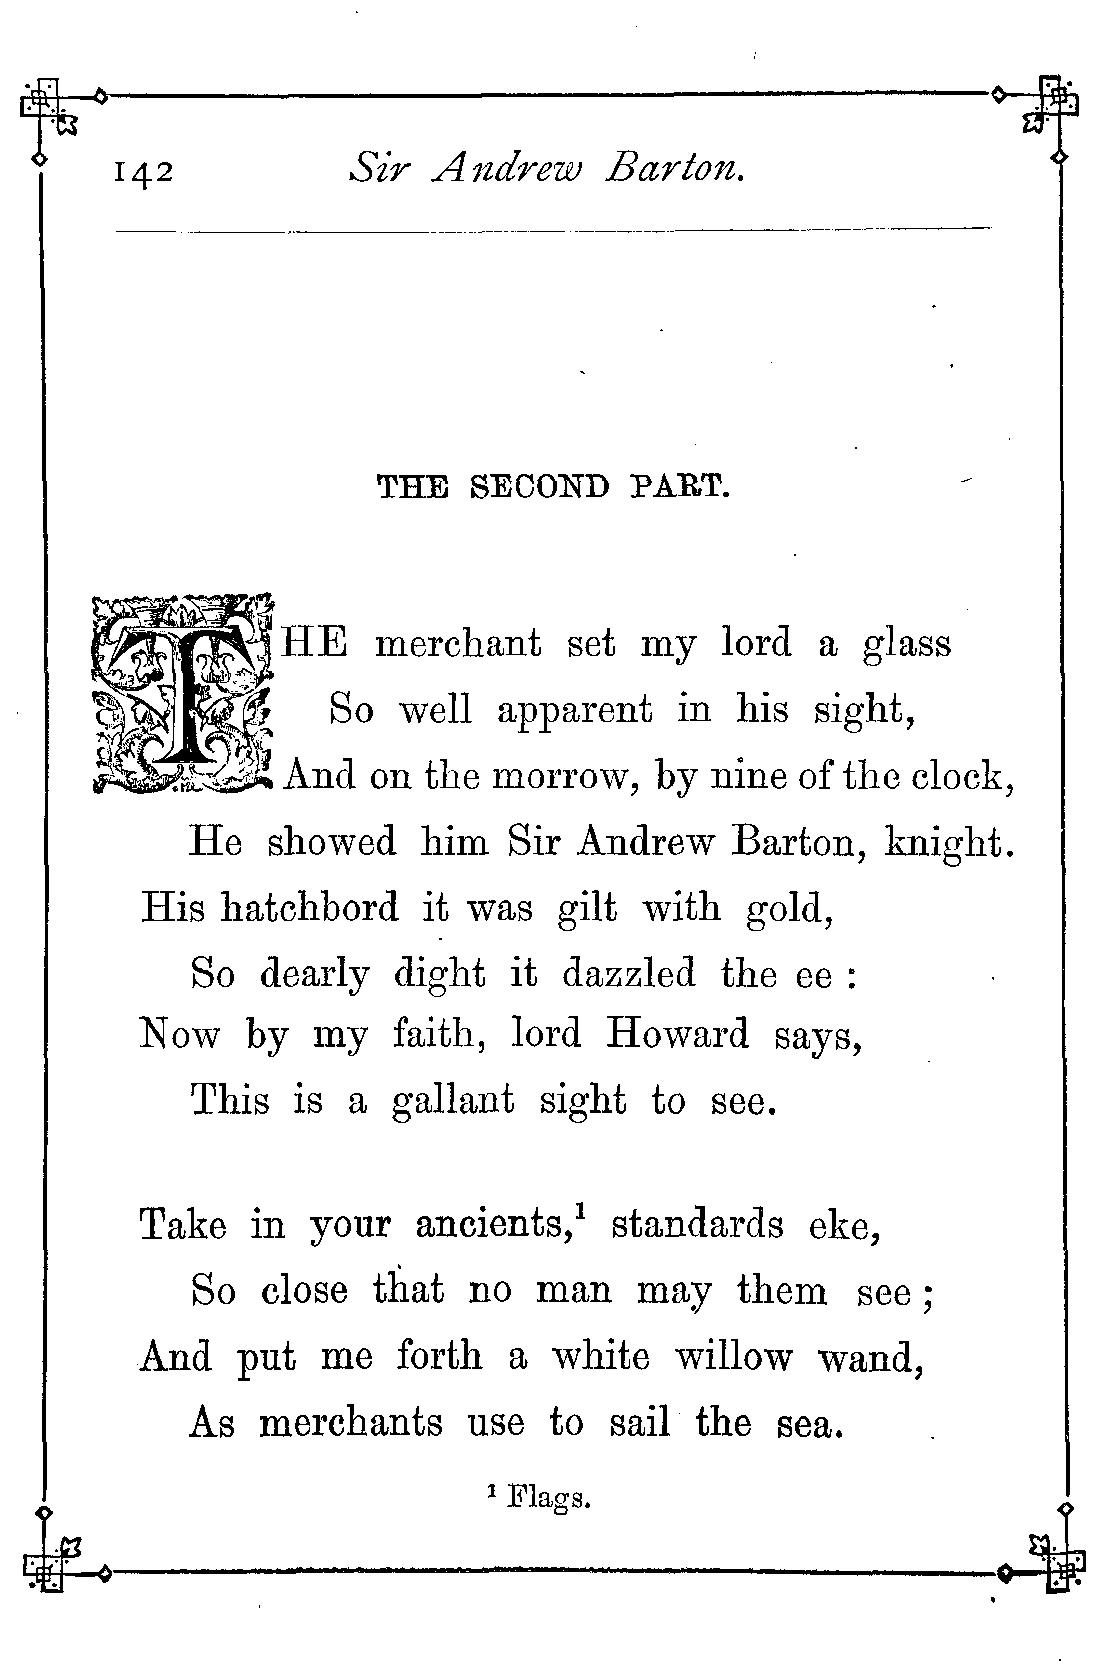 142 Sir Andrew Barton.
THE SECOND PART.
THE merchant set my lord a glass
So well apparent in his sight,
And on the morrow, by nine of the clock,
He showed him Sir Andrew Barton, knight.
His hatchbord it was gilt with gold,
So dearly dight it dazzled the ee :
Now by my faith, lord Howard says,
This is a gallant sight to see.
Take in your ancients,¹ standards eke,
So close that no man may them see ;
And put me forth a white willow wand,
As merchants use to sail the sea.
¹ Flags.